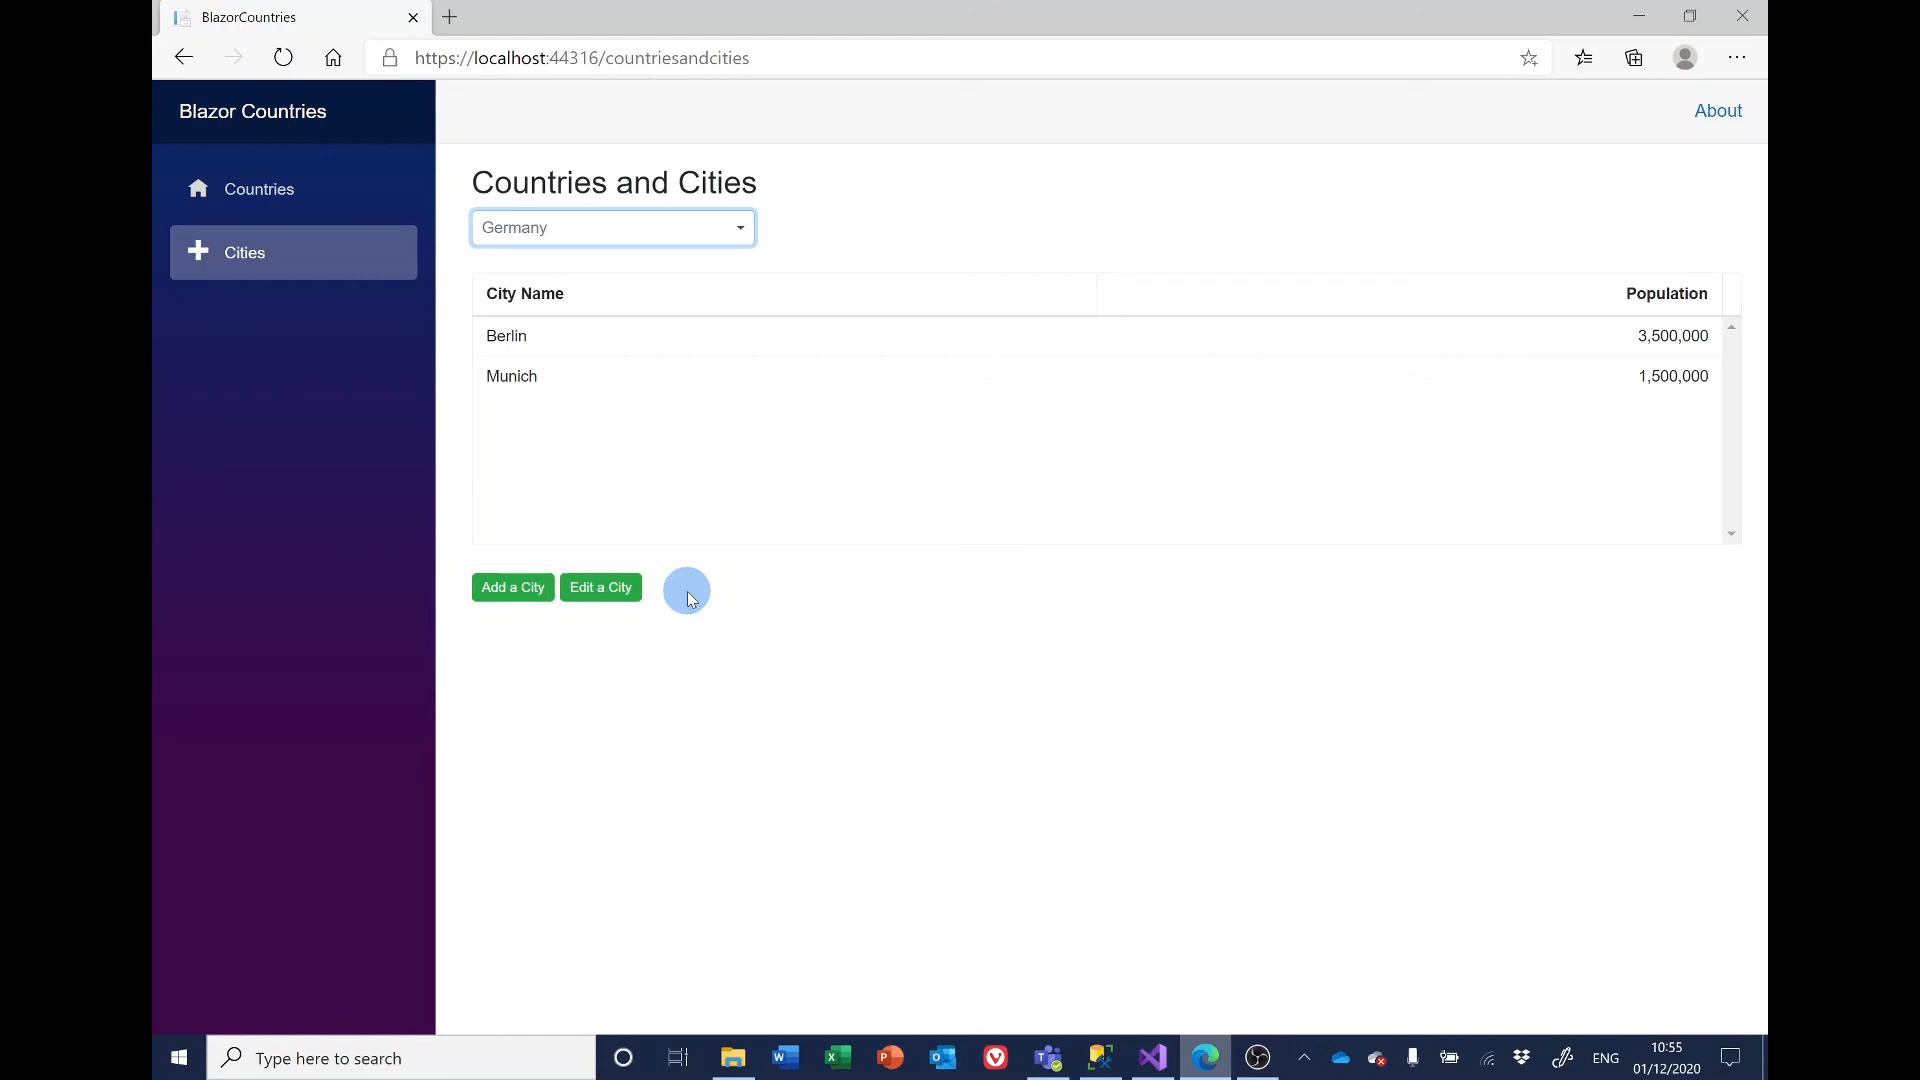 BlazorCountries
https://localhost:44316/countriesandcities
Blazor Countries
About
Countries
Cities
Countries and Cities
Germany
City Name Population
Berlin 3,500,000
Munich 1,500,000
Add a City Edit a City
Type here to search
ENG
10:55
01/12/2020